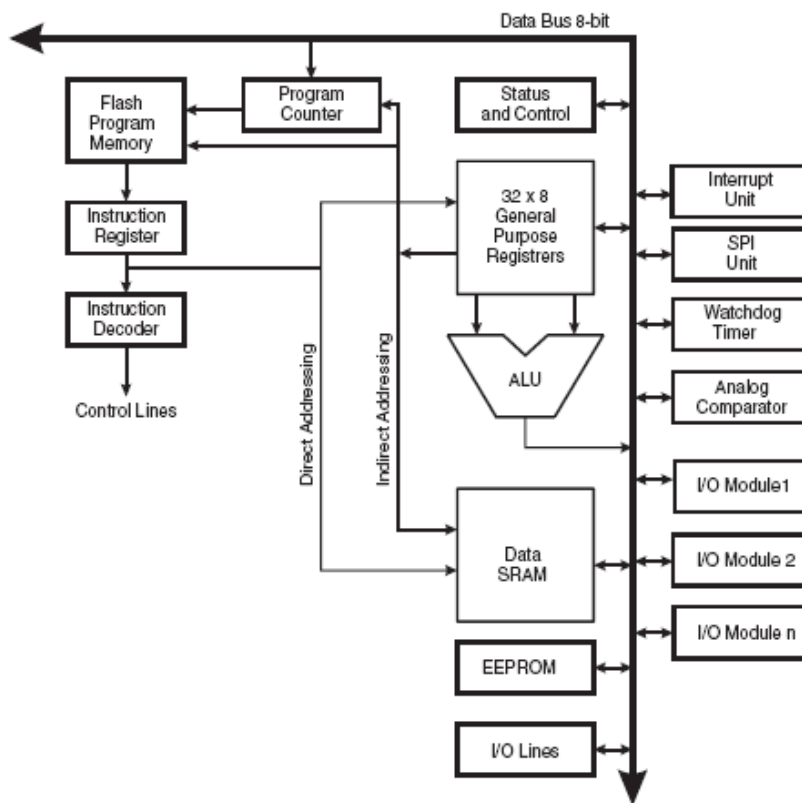 Data Bus 8-bit
Flash
Program
Memory
Program
Counter
Status
and Control
Interrupt
Unit
32 x 8
General
Purpose
Registrers
Instruction
Register
SPI
Unit
Instruction
Decoder
Watchdog
Timer
ALU
Analog
Comparator
Control Lines
Direct Addressing
Indirect Addressing
I/O Module1
Data
SRAM
I/O Module 2
I/O Module n
EEPROM
I/O Lines